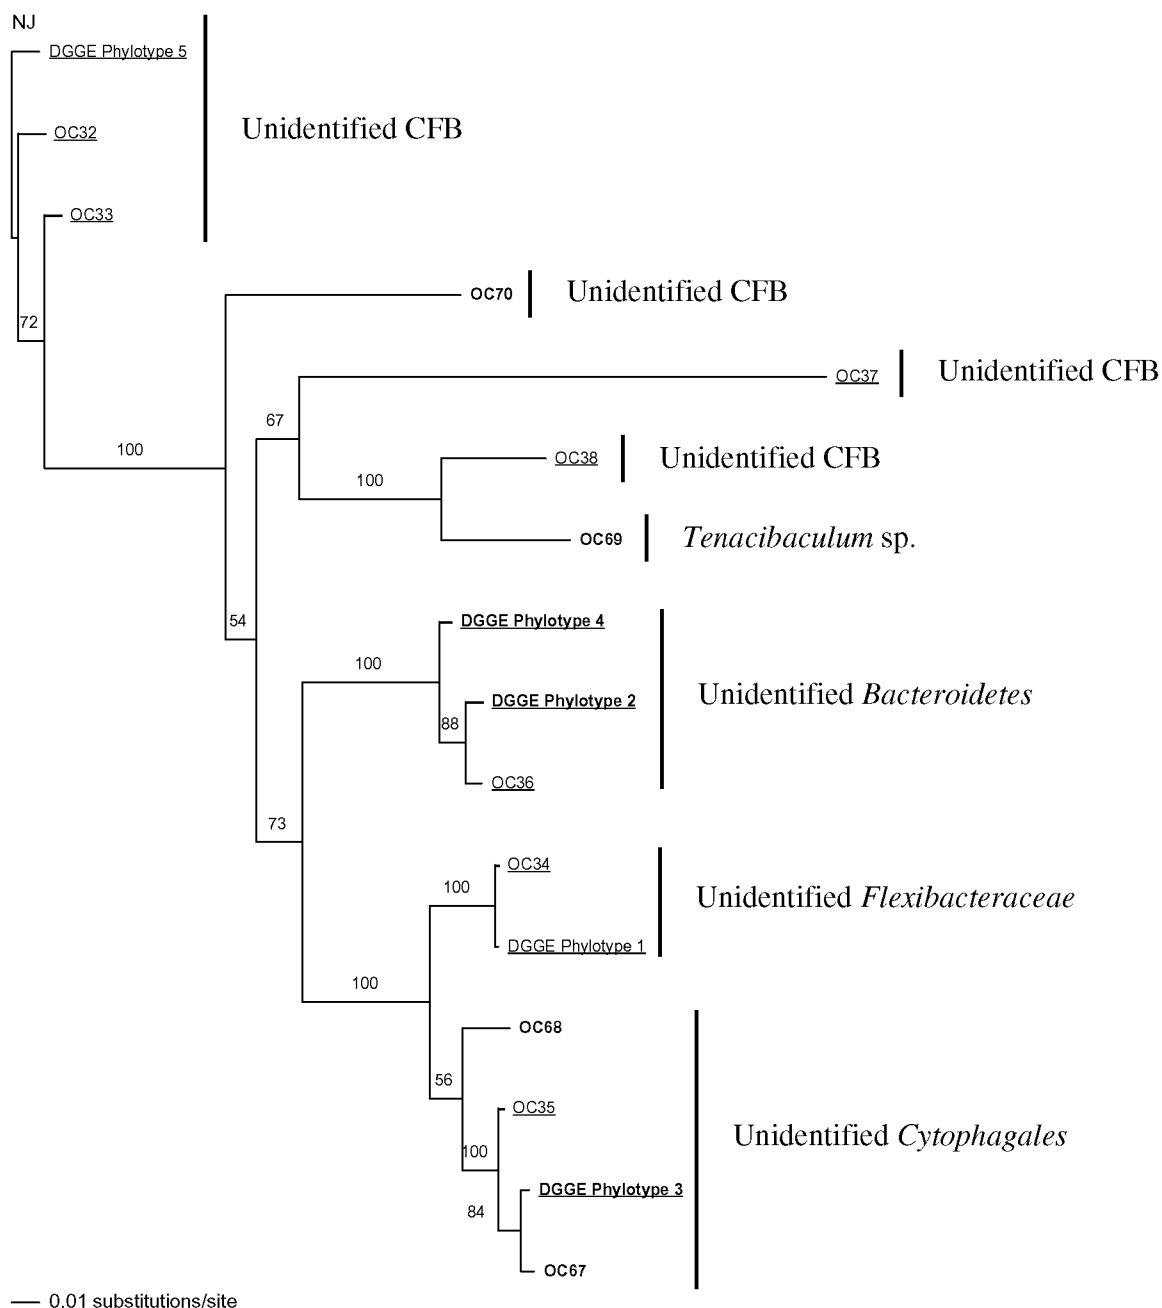 NJ
DGGE Phylotype 5
OC32
Unidentified CFB
OC33
72
OC70
Unidentified CFB
OC37
Unidentified CFB
67
100
OC38
Unidentified CFB
100
OC69
Tenacibaculum sp.
54
DGGE Phylotype 4
100
DGGE Phylotype 2
Unidentified Bacteroidetes
88
OC36
73
OC34
100
Unidentified Flexibacteraceae
DGGE Phylotype 1
100
OC68
56
OC35
Unidentified Cytophagales
100
DGGE Phylotype 3
84
OC67
0.01 substitutions/site